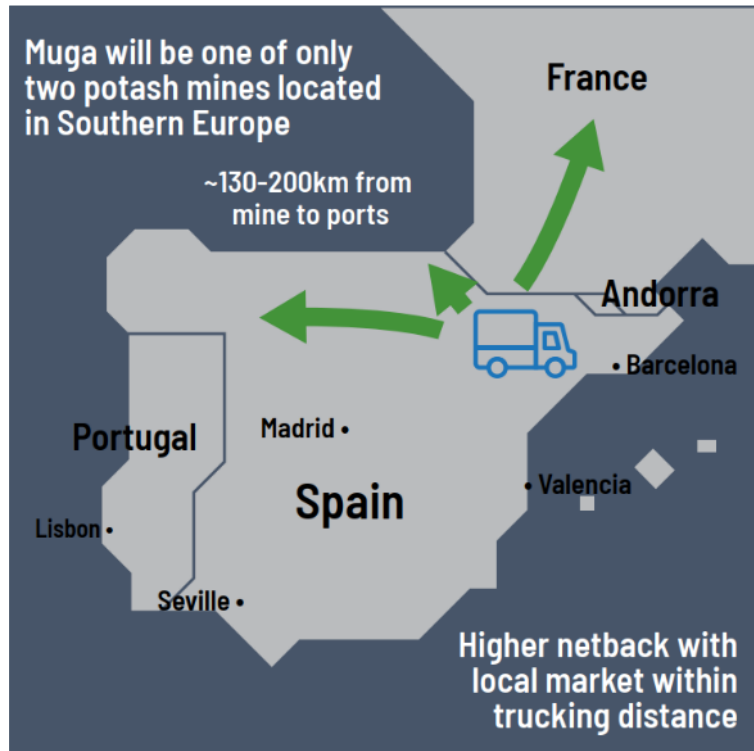 Muga will be one of only
two potash mines located
in Southern Europe
France
~130-200km from
mine to ports
Andorra
• Barcelona
Portugal
Madrid •
Spain
• Valencia
Lisbon •
Seville •
Higher netback with
local market within
trucking distance